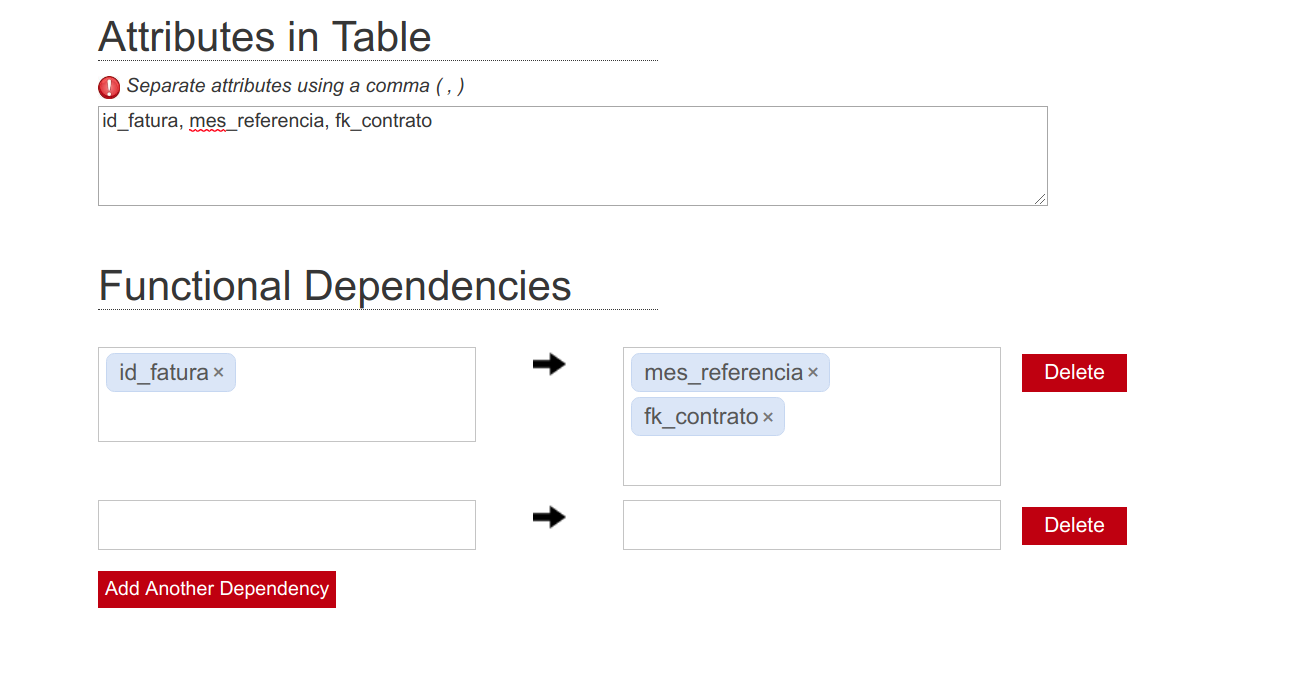 Attributes in Table
Separate attributes using a comma ( , )
id_fatura, mes_referencia, fk_contrato
Functional Dependencies
id_fatura ×
mes_referencia ×
Delete
fk_contrato ×
Delete
Add Another Dependency